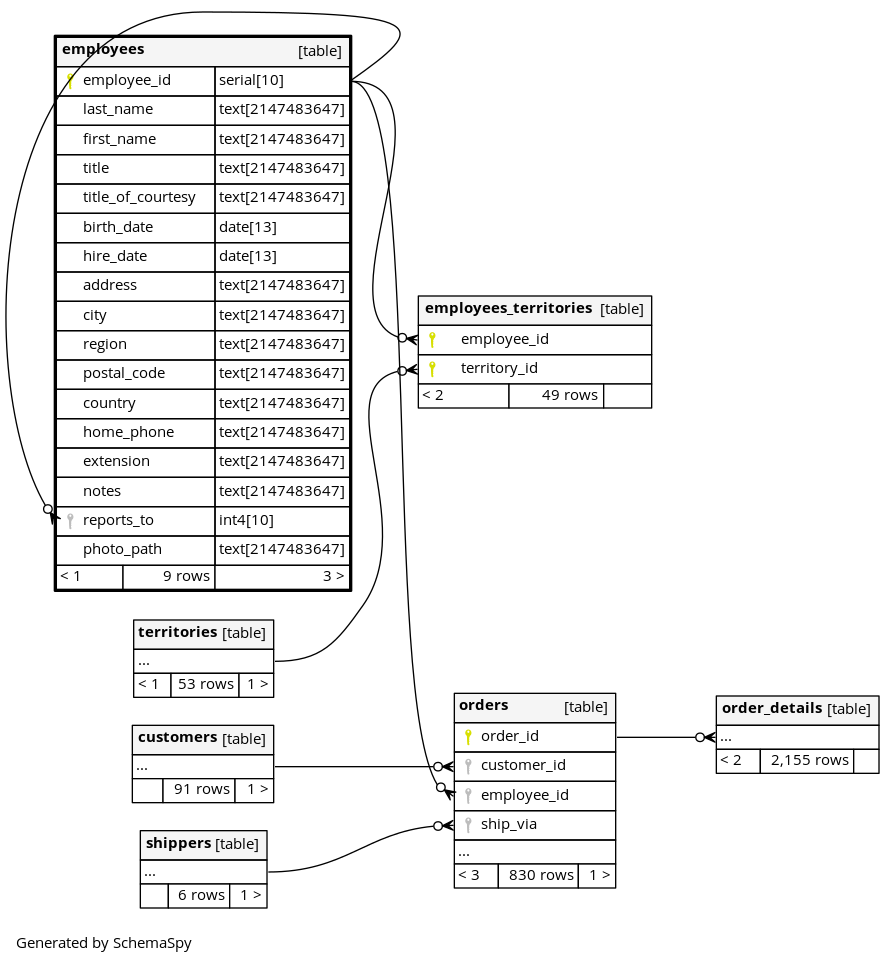 employees [table]
employee_id serial[10]
last_name text[2147483647]
first_name text[2147483647]
title text[2147483647]
title_of_courtesy text[2147483647]
birth_date date[13]
hire_date date[13]
address text[2147483647]
city text[2147483647]
region text[2147483647]
postal_code text[2147483647]
country text[2147483647]
home_phone text[2147483647]
extension text[2147483647]
notes text[2147483647]
reports_to int4[10]
photo_path text[2147483647]
< 1 9 rows 3 >
employees_territories [table]
employee_id
territory_id
< 2 49 rows
territories [table]
...
< 1 53 rows 1 >
customers [table]
...
91 rows 1 >
shippers [table]
...
6 rows 1 >
orders [table]
order_id
customer_id
employee_id
ship_via
...
< 3 830 rows 1 >
order_details [table]
...
< 2 2,155 rows
Generated by SchemaSpy